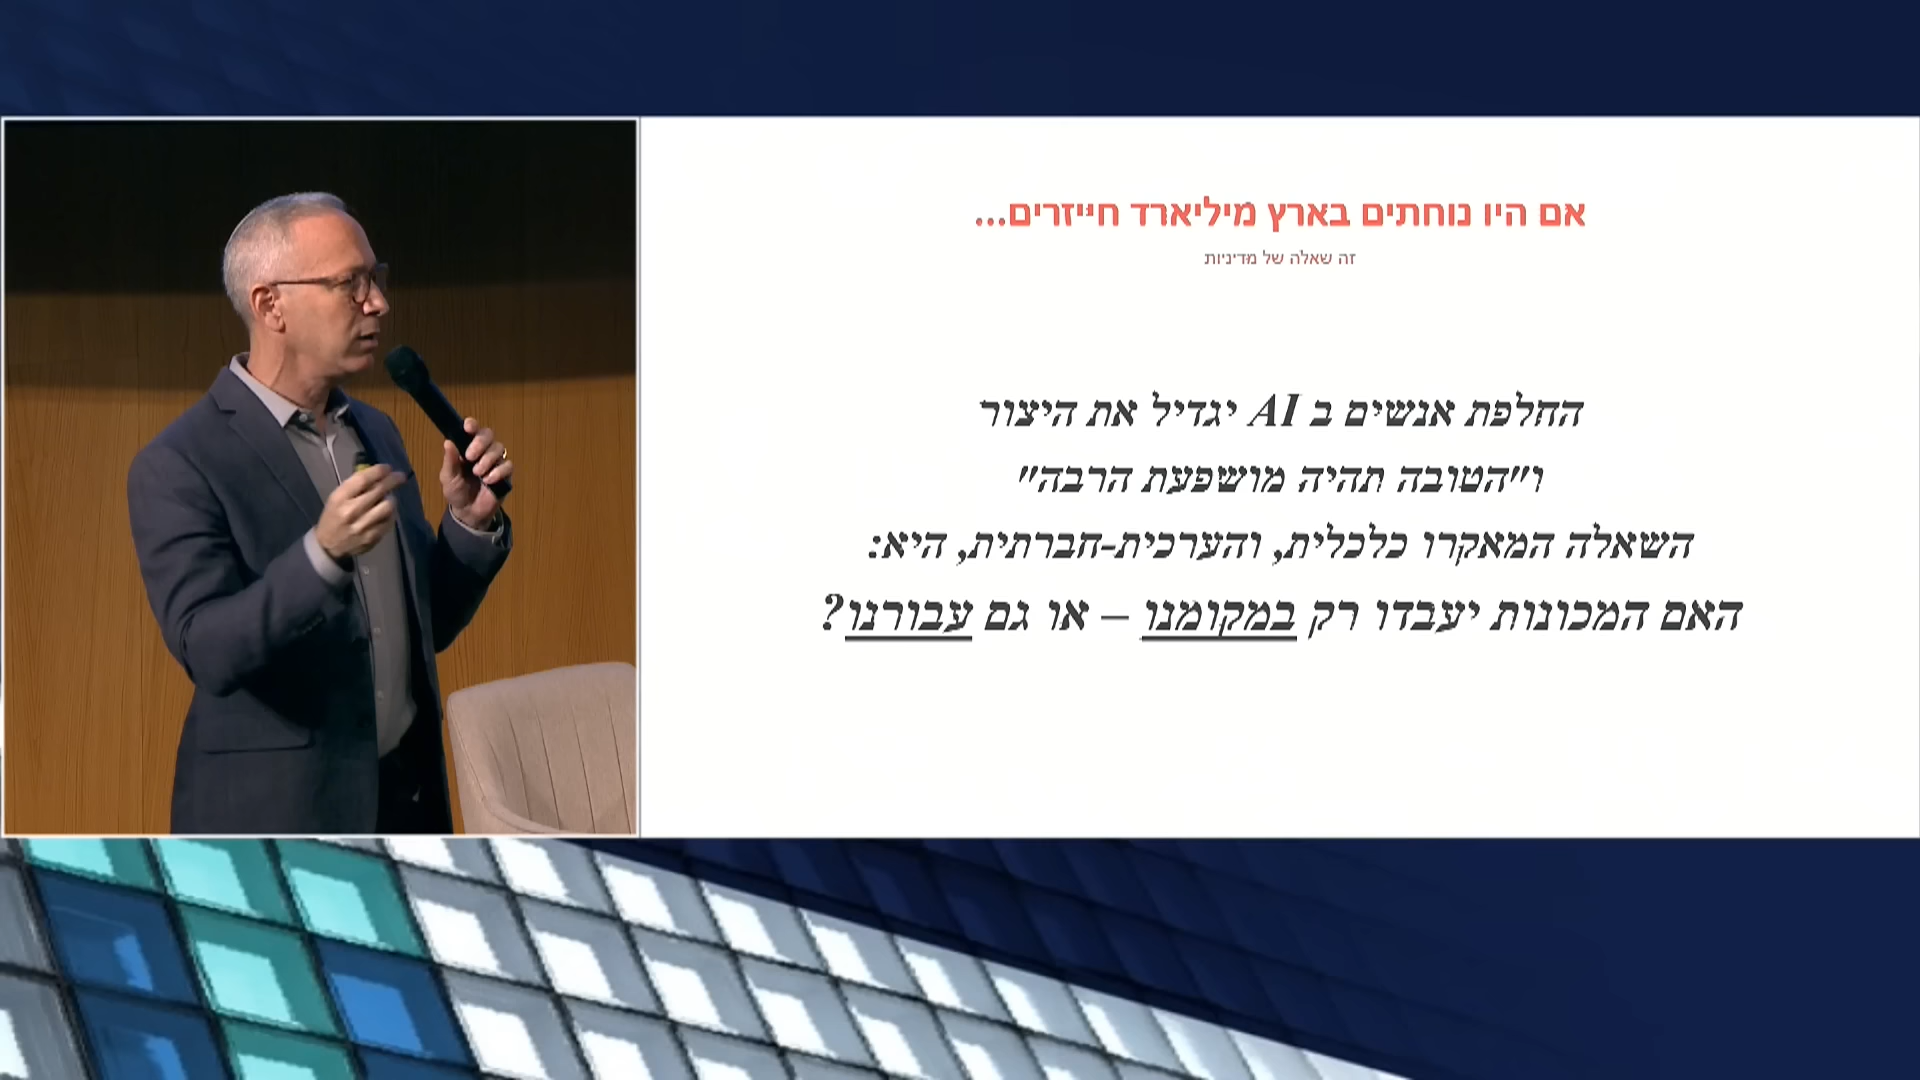 אם היו נוחתים בארץ מיליארד חייזרים...
זה שאלה של מדיניות
החלפת אנשים ב AI יגדיל את היצור
ו"הטובה תהיה מושפעת הרבה"
השאלה המאקרו כלכלית, והערכית-חברתית, היא:
האם המכונות יעבדו רק במקומנו – או גם עבורנו?